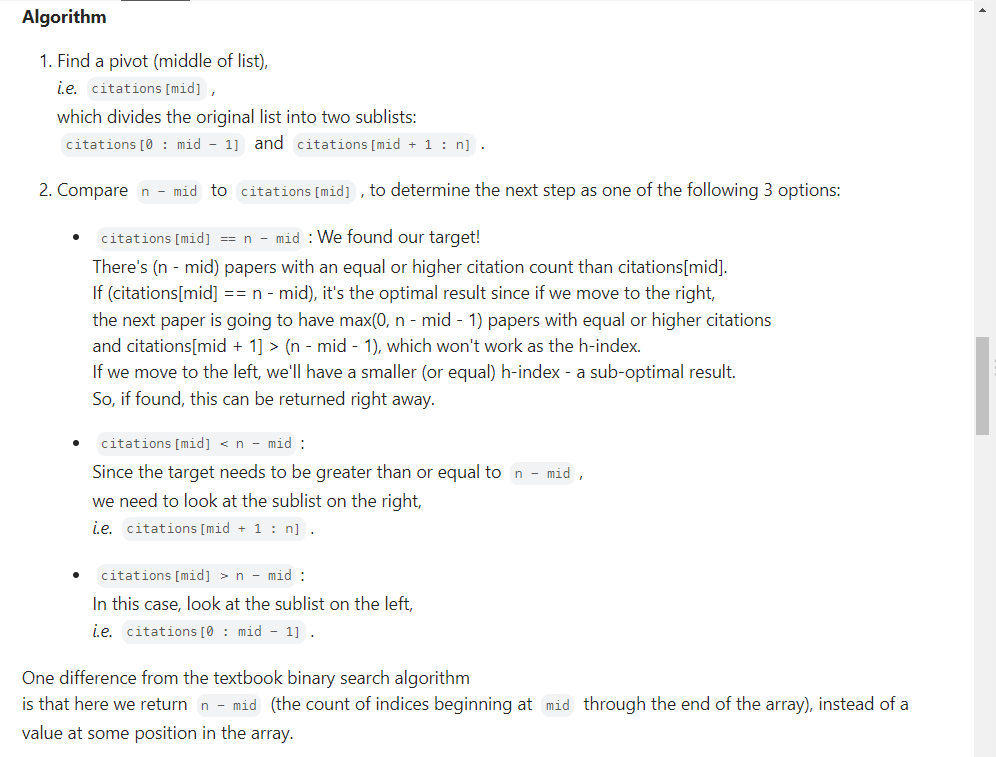 Algorithm
1. Find a pivot (middle of list),
i.e. citations[mid] ,
which divides the original list into two sublists:
citations[0 : mid - 1] and citations[mid + 1 : n] .
2. Compare n - mid to citations[mid] , to determine the next step as one of the following 3 options:
• citations[mid] == n - mid : We found our target!
There's (n - mid) papers with an equal or higher citation count than citations[mid].
If (citations[mid] == n - mid), it's the optimal result since if we move to the right,
the next paper is going to have max(0, n - mid - 1) papers with equal or higher citations
and citations[mid + 1] > (n - mid - 1), which won't work as the h-index.
If we move to the left, we'll have a smaller (or equal) h-index - a sub-optimal result.
So, if found, this can be returned right away.
• citations[mid] < n - mid :
Since the target needs to be greater than or equal to n - mid ,
we need to look at the sublist on the right,
i.e. citations[mid + 1 : n] .
• citations[mid] > n - mid :
In this case, look at the sublist on the left,
i.e. citations[0 : mid - 1] .
One difference from the textbook binary search algorithm
is that here we return n - mid (the count of indices beginning at mid through the end of the array), instead of a
value at some position in the array.